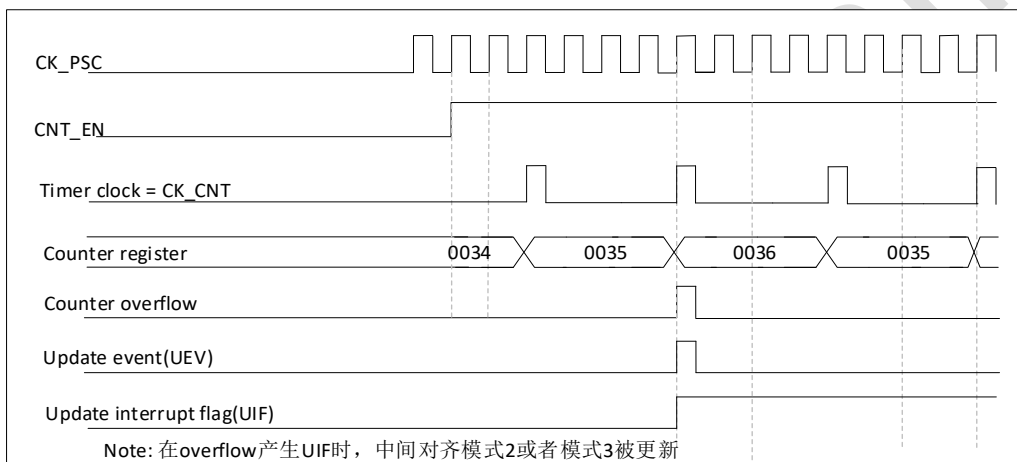 CK_PSC
CNT_EN
Timer clock = CK_CNT
Counter register 0034 0035 0036 0035
Counter overflow
Update event(UEV)
Update interrupt flag(UIF)
Note: 在overflow产生UIF时，中间对齐模式2或者模式3被更新